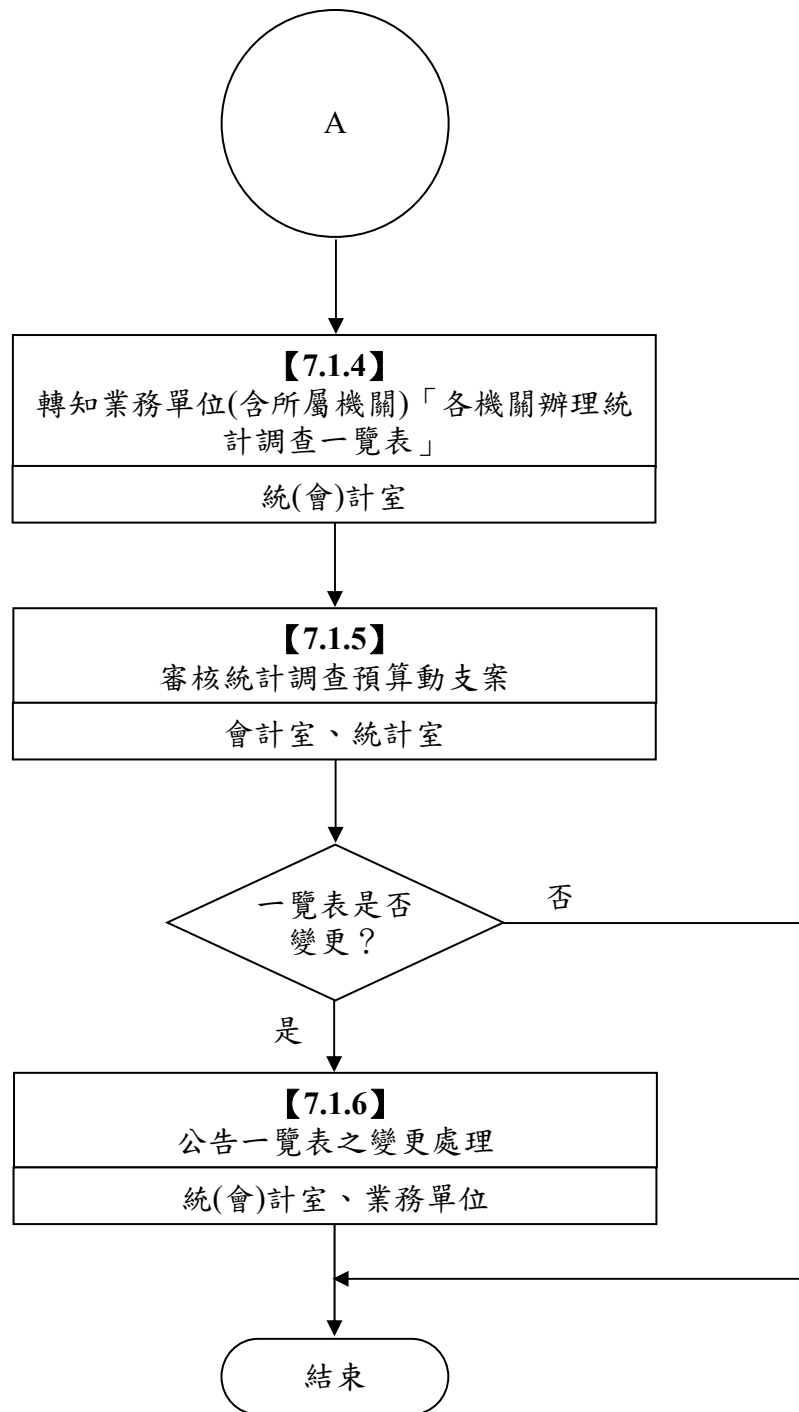 A
【7.1.4】
轉知業務單位(含所屬機關)「各機關辦理統
計調查一覽表」
統(會)計室
【7.1.5】
審核統計調查預算動支案
會計室、統計室
一覽表是否
變更？
否
是
【7.1.6】
公告一覽表之變更處理
統(會)計室、業務單位
結束